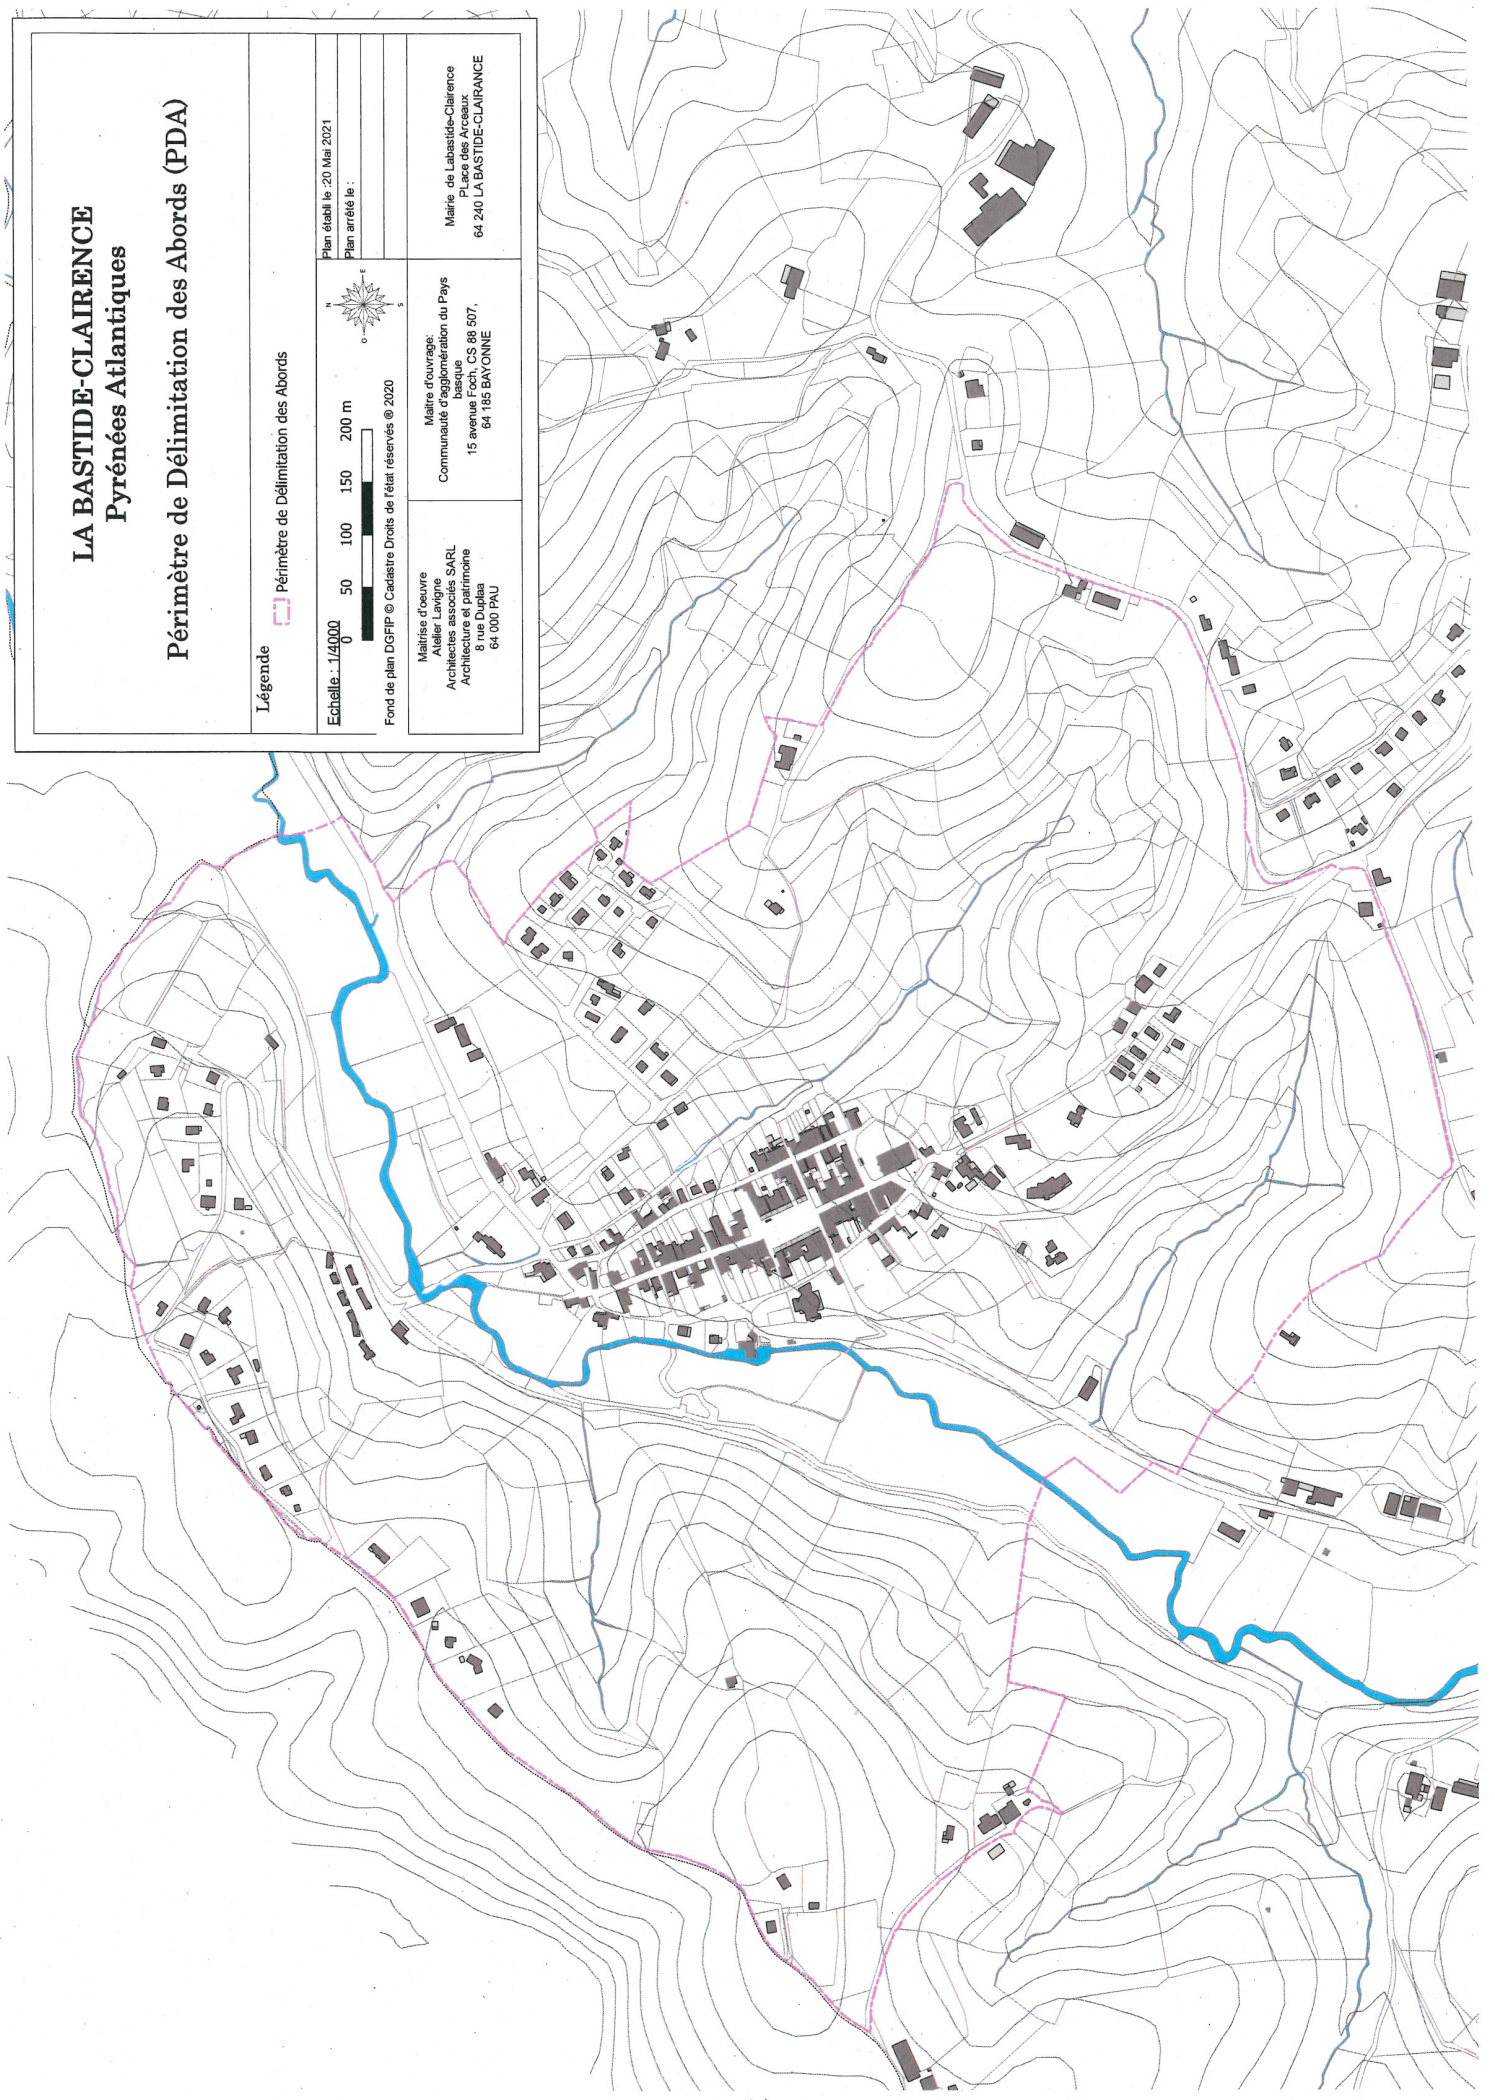 LA BASTIDE-CLAIRENCE
Pyrénées Atlantiques
Périmètre de Délimitation des Abords (PDA)
Légende
Périmètre de Délimitation des Abords
Echelle : 1/4000
0 50 100 150 200 m
N
O
E
S
Fond de plan DGFIP © Cadastre Droits de l'état réservés ® 2020
Plan établi le :20 Mai 2021
Plan arrêté le :
Maîtrise d'oeuvre
Atelier Lavigne
Architectes associés SARL
Architecture et patrimoine
8 rue Duplaa
64 000 PAU
Maître d'ouvrage:
Communauté d'agglomération du Pays
basque
15 avenue Foch, CS 88 507,
64 185 BAYONNE
Mairie de Labastide-Clairence
PLace des Arceaux
64 240 LA BASTIDE-CLAIRANCE